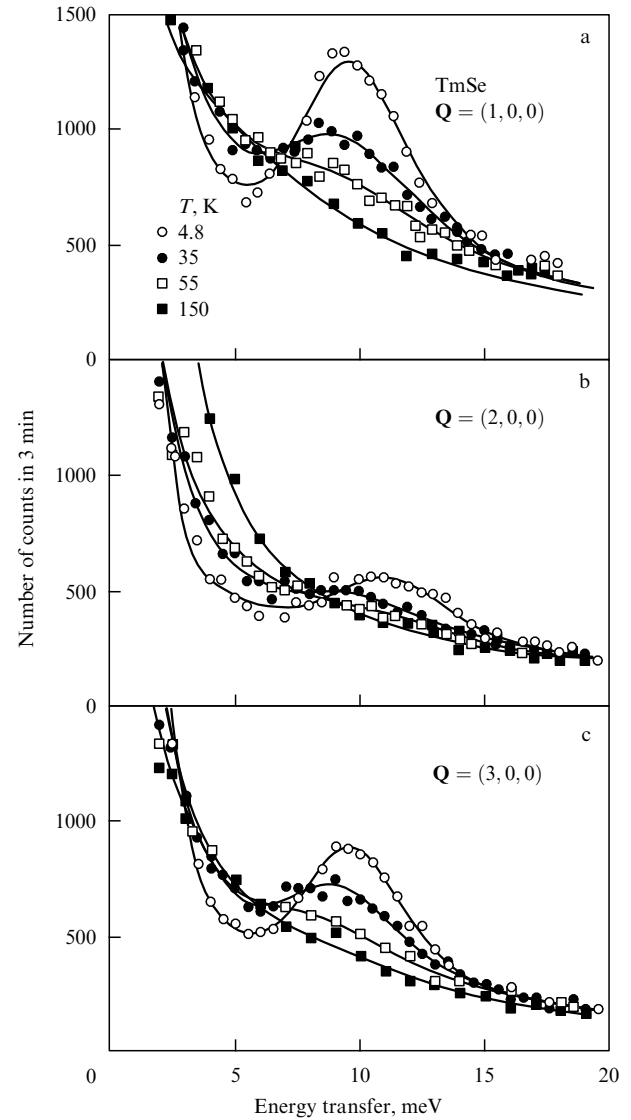 1500
a
TmSe
Q = (1, 0, 0)
1000
T, K
4.8
35
55
150
500
0
b
Q = (2, 0, 0)
1000
500
0
c
Q = (3, 0, 0)
1000
500
0
5
10
15
20
Number of counts in 3 min
Energy transfer, meV